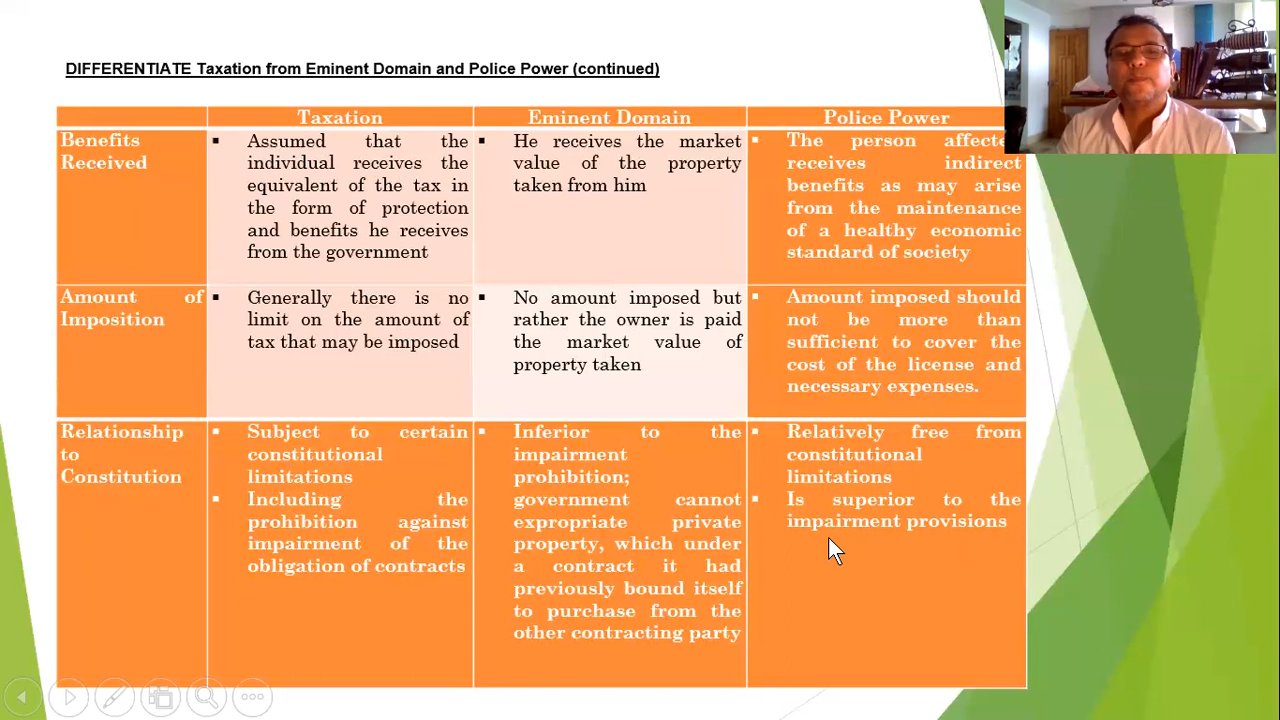 DIFFERENTIATE Taxation from Eminent Domain and Police Power (continued)
Taxation
Eminent Domain
Police Power
Benefits
Received
▪ Assumed that the
individual receives the
equivalent of the tax in
the form of protection
and benefits he receives
from the government
▪ He receives the market
value of the property
taken from him
▪ The person affected
receives indirect
benefits as may arise
from the maintenance
of a healthy economic
standard of society
Amount of
Imposition
▪ Generally there is no
limit on the amount of
tax that may be imposed
▪ No amount imposed but
rather the owner is paid
the market value of
property taken
▪ Amount imposed should
not be more than
sufficient to cover the
cost of the license and
necessary expenses.
Relationship
to
Constitution
▪ Subject to certain
constitutional
limitations
▪ Including the
prohibition against
impairment of the
obligation of contracts
▪ Inferior to the
impairment
prohibition;
government cannot
expropriate private
property, which under
a contract it had
previously bound itself
to purchase from the
other contracting party
▪ Relatively free from
constitutional
limitations
▪ Is superior to the
impairment provisions